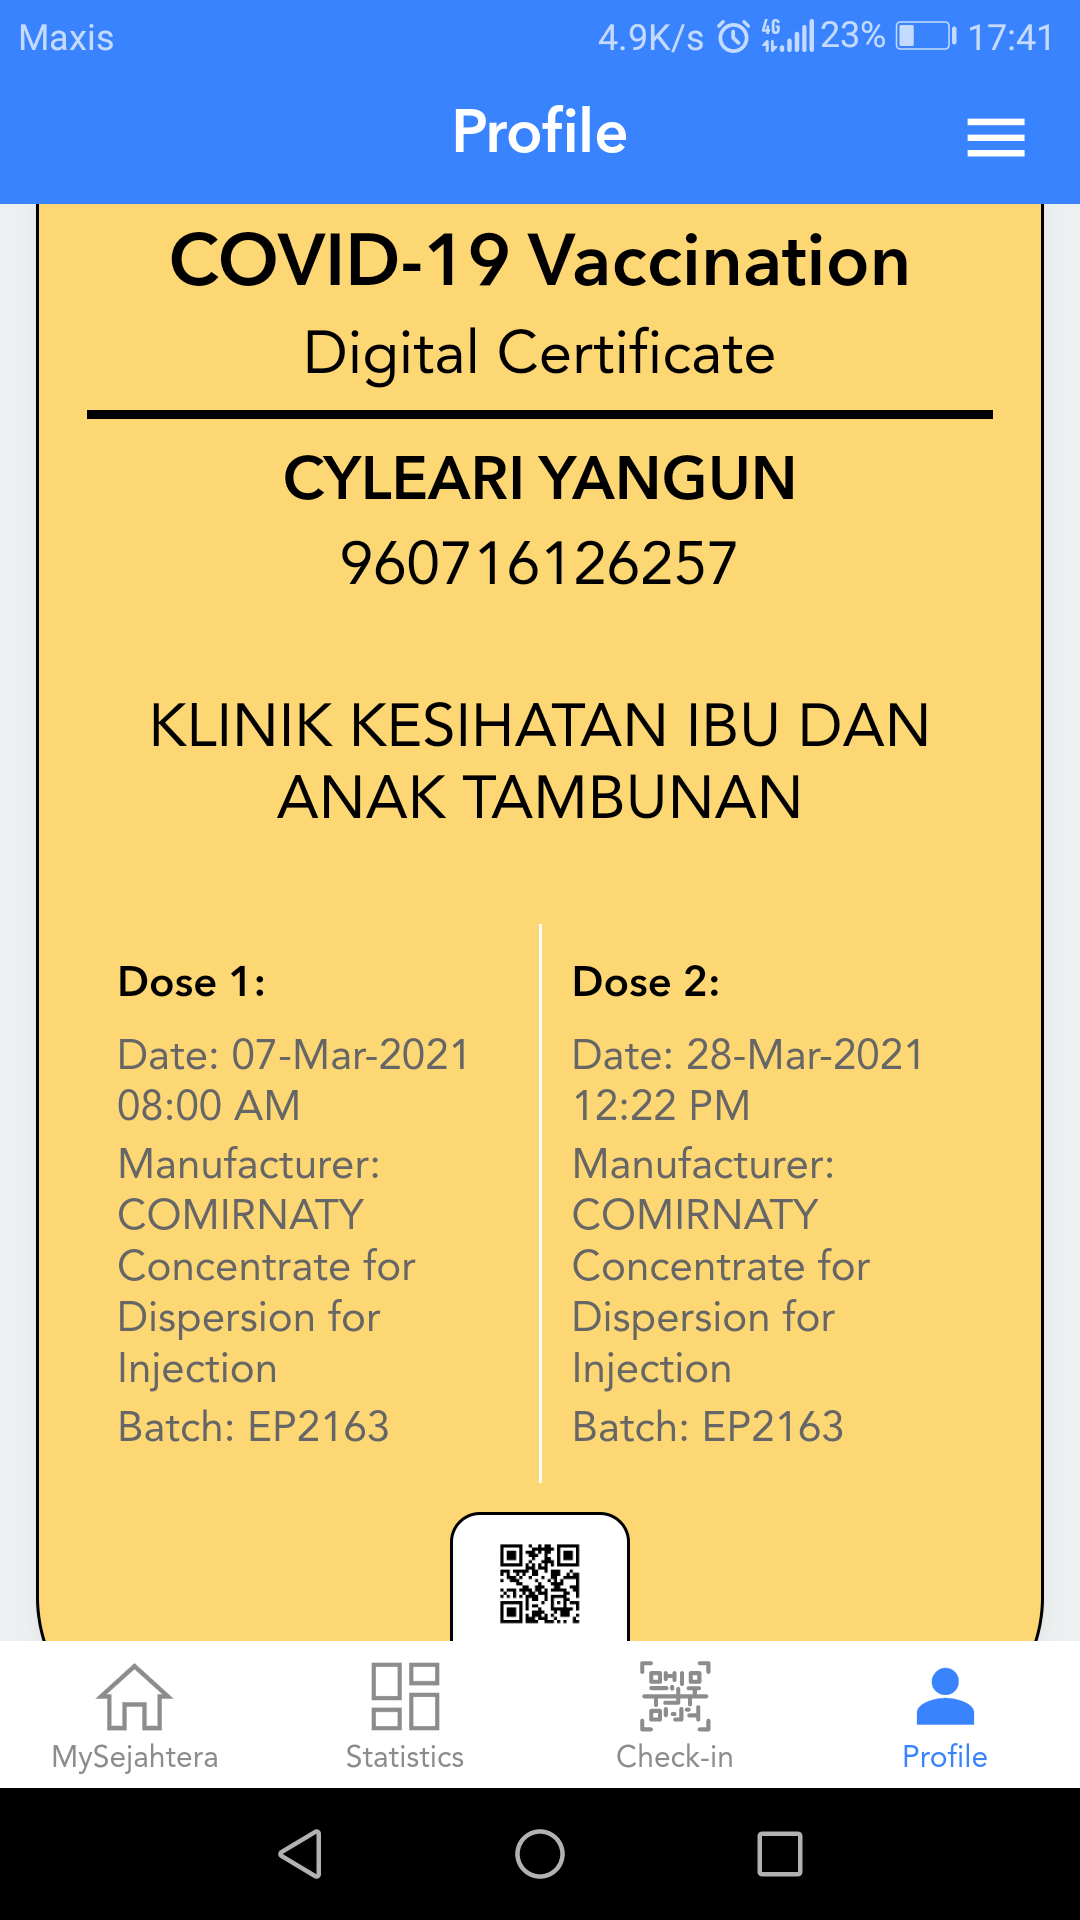 Maxis 4.9K/s 4G 23% 17:41
Profile
COVID-19 Vaccination
Digital Certificate
CYLEARI YANGUN
960716126257
KLINIK KESIHATAN IBU DAN
ANAK TAMBUNAN
Dose 1:
Date: 07-Mar-2021
08:00 AM
Manufacturer:
COMIRNATY
Concentrate for
Dispersion for
Injection
Batch: EP2163
Dose 2:
Date: 28-Mar-2021
12:22 PM
Manufacturer:
COMIRNATY
Concentrate for
Dispersion for
Injection
Batch: EP2163
MySejahtera Statistics Check-in Profile